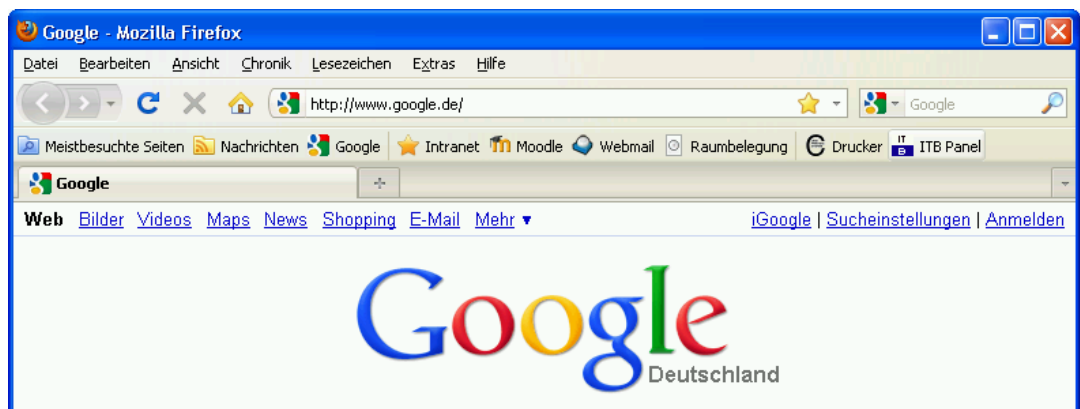 Google - Mozilla Firefox
Datei Bearbeiten Ansicht Chronik Lesezeichen Extras Hilfe
http://www.google.de/ Google
Meistbesuchte Seiten Nachrichten Google Intranet Moodle Webmail Raumbelegung Drucker IT B ITB Panel
Google
Web Bilder Videos Maps News Shopping E-Mail Mehr ▼ iGoogle | Sucheinstellungen | Anmelden
Google
Deutschland